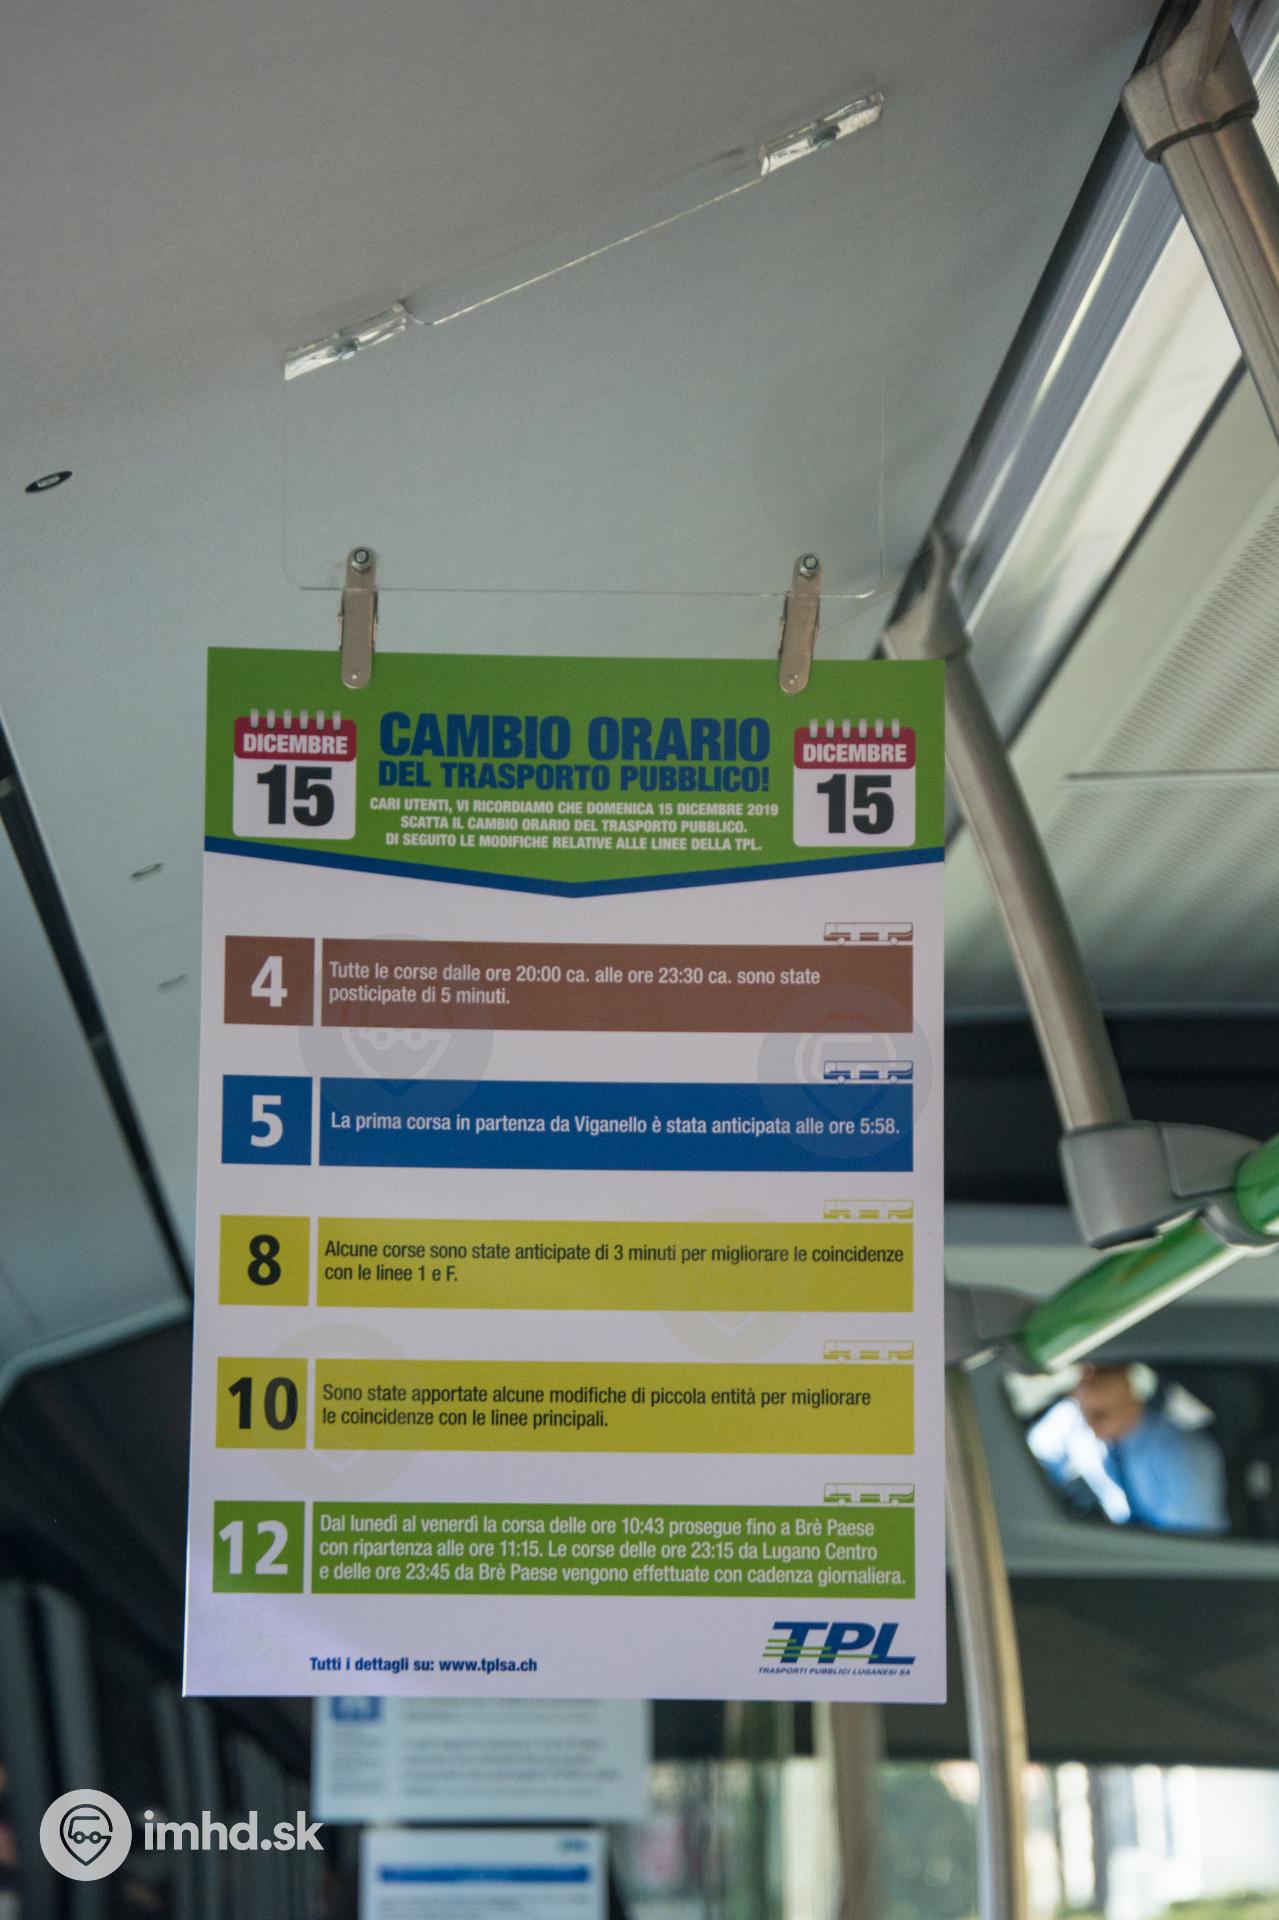 DICEMBRE
15
CAMBIO ORARIO
DEL TRASPORTO PUBBLICO!
CARI UTENTI, VI RICORDIAMO CHE DOMENICA 15 DICEMBRE 2019
SCATTA IL CAMBIO ORARIO DEL TRASPORTO PUBBLICO.
DI SEGUITO LE MODIFICHE RELATIVE ALLE LINEE DELLA TPL.
DICEMBRE
15
4
Tutte le corse dalle ore 20:00 ca. alle ore 23:30 ca. sono state
posticipate di 5 minuti.
5
La prima corsa in partenza da Viganello è stata anticipata alle ore 5:58.
8
Alcune corse sono state anticipate di 3 minuti per migliorare le coincidenze
con le linee 1 e F.
10
Sono state apportate alcune modifiche di piccola entità per migliorare
le coincidenze con le linee principali.
12
Dal lunedì al venerdì la corsa delle ore 10:43 prosegue fino a Brè Paese
con ripartenza alle ore 11:15. Le corse delle ore 23:15 da Lugano Centro
e delle ore 23:45 da Brè Paese vengono effettuate con cadenza giornaliera.
Tutti i dettagli su: www.tplsa.ch
TPL
TRASPORTI PUBBLICI LUGANESI SA
TPL
imhd.sk